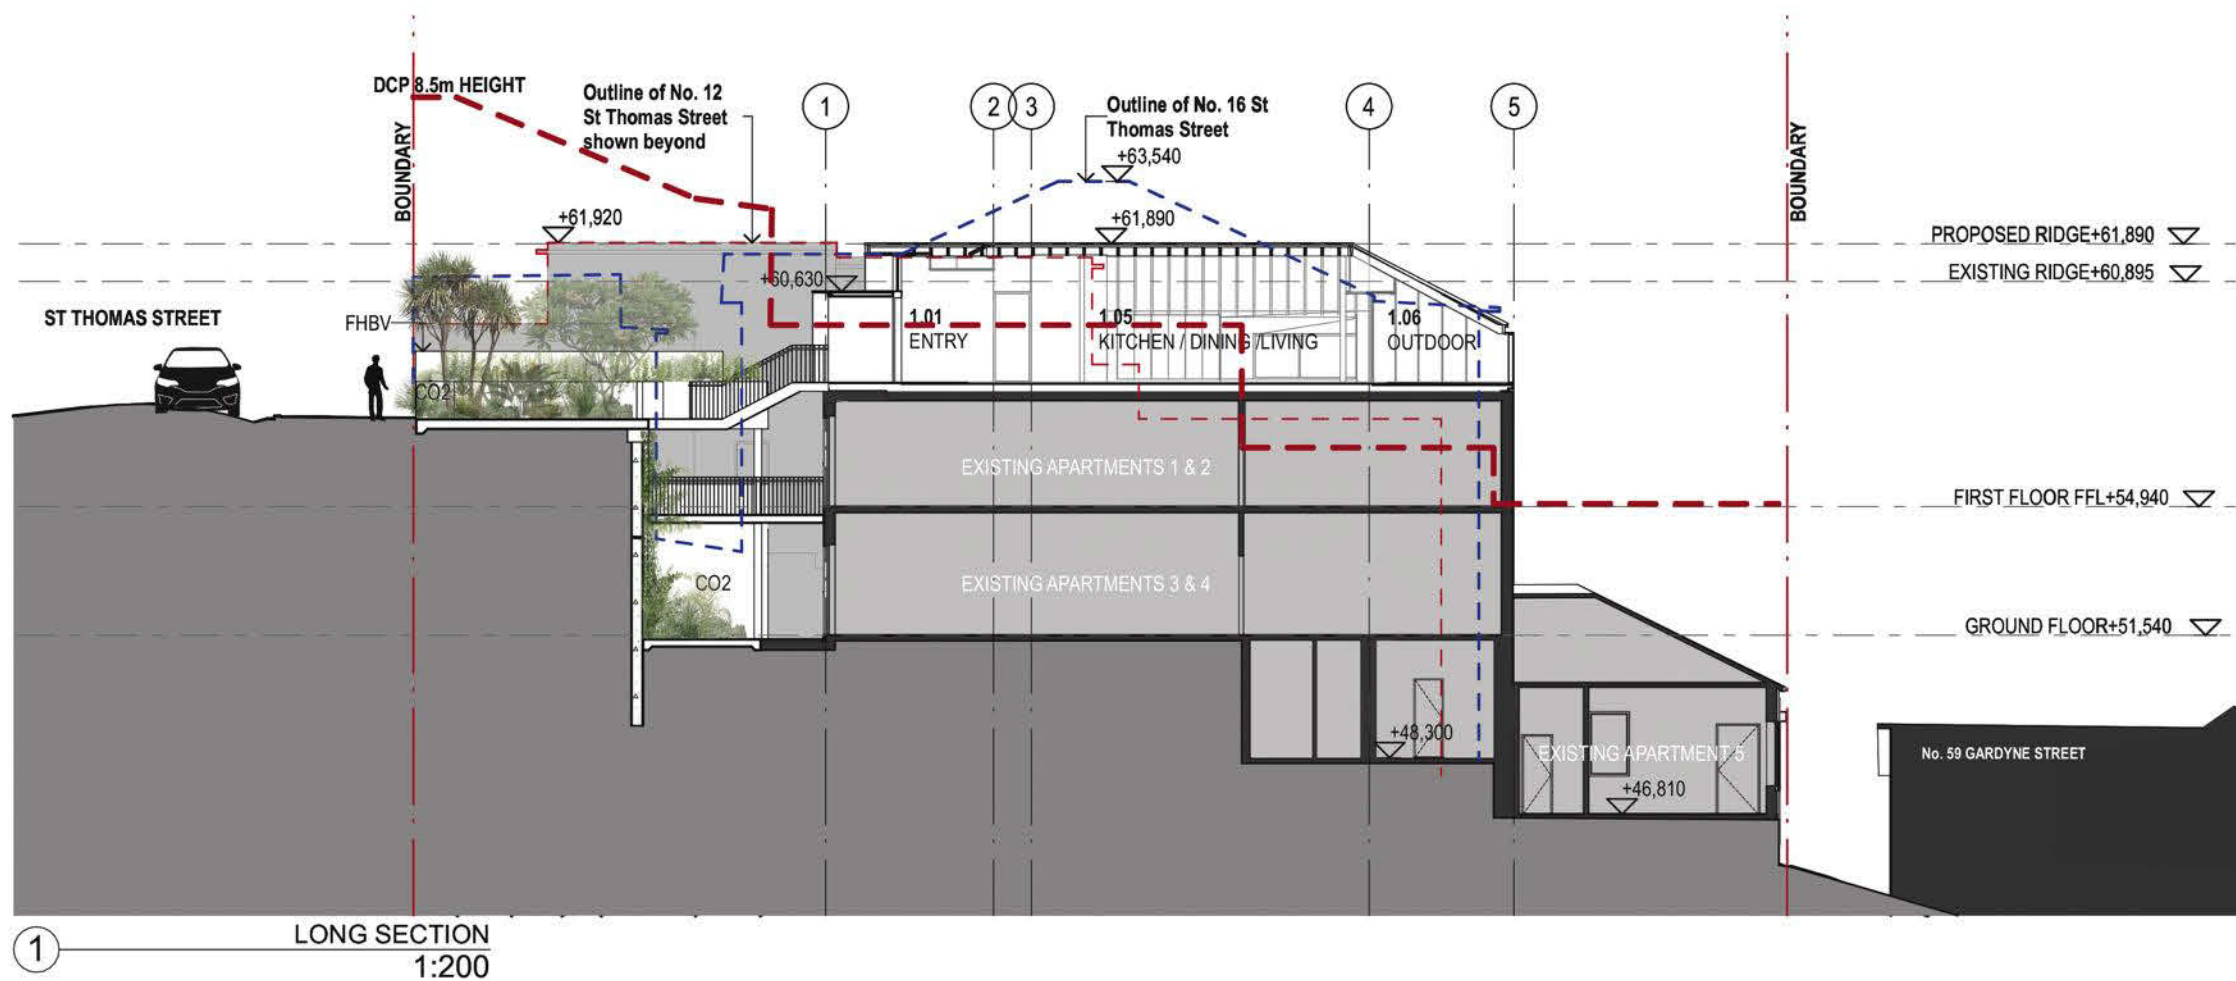 DCP 8.5m HEIGHT
Outline of No. 12
St Thomas Street
shown beyond
1
2
3
Outline of No. 16 St
Thomas Street
4
5
BOUNDARY
BOUNDARY
+63,540
+61,920
+61,890
PROPOSED RIDGE+61,890
EXISTING RIDGE+60,895
+60,630
ST THOMAS STREET
FHBV
1.01
ENTRY
1.05
KITCHEN / DINING /LIVING
1.06
OUTDOOR
CO2
EXISTING APARTMENTS 1 & 2
FIRST FLOOR FFL+54,940
CO2
EXISTING APARTMENTS 3 & 4
GROUND FLOOR+51,540
+48,300
EXISTING APARTMENT 5
+46,810
No. 59 GARDYNE STREET
1
LONG SECTION
1:200